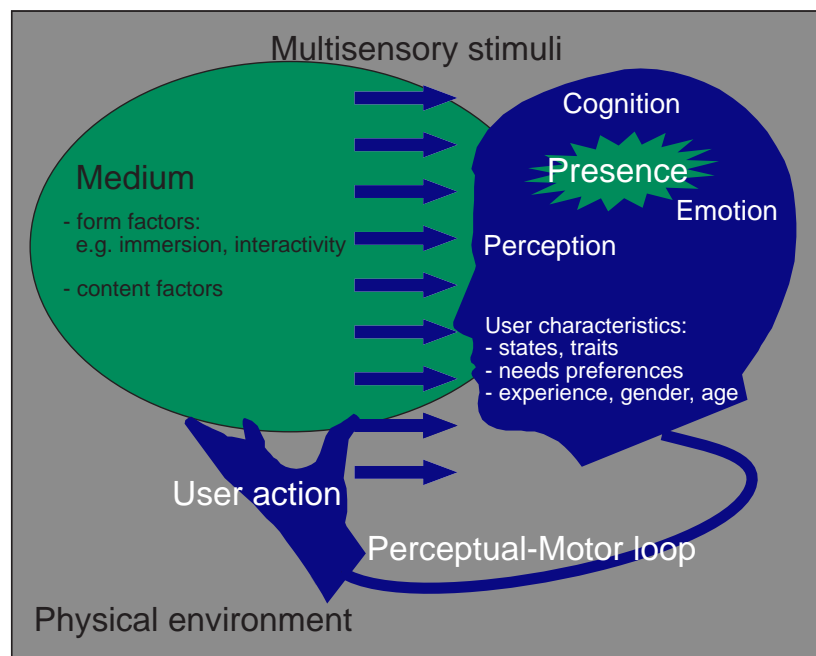 Multisensory stimuli
Cognition
Presence
Emotion
Perception
Medium
- form factors:
e.g. immersion, interactivity
- content factors
User characteristics:
- states, traits
- needs preferences
- experience, gender, age
User action
Perceptual-Motor loop
Physical environment